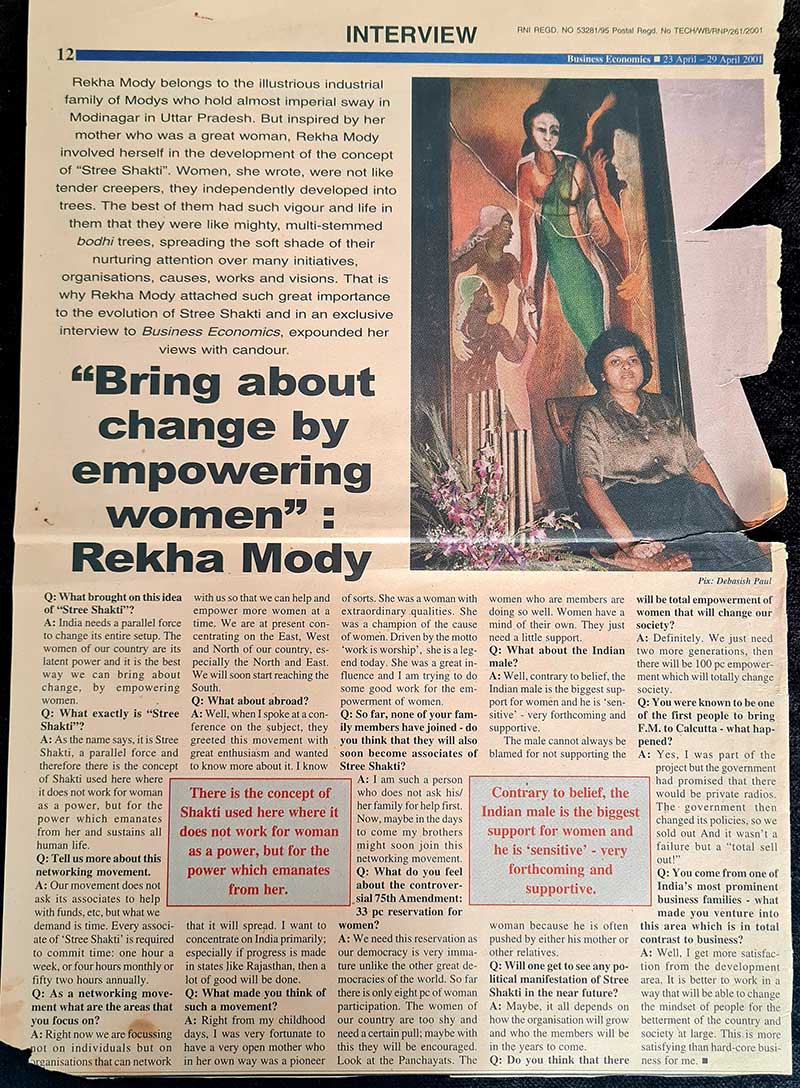 INTERVIEW
RNI REGD. NO 53281/95 Postal Regd. No TECH/WB/RNP/261/2001
12
Business Economics ■ 23 April – 29 April 2001
Rekha Mody belongs to the illustrious industrial
family of Modys who hold almost imperial sway in
Modinagar in Uttar Pradesh. But inspired by her
mother who was a great woman, Rekha Mody
involved herself in the development of the concept
of “Stree Shakti”. Women, she wrote, were not like
tender creepers, they independently developed into
trees. The best of them had such vigour and life in
them that they were like mighty, multi-stemmed
bodhi trees, spreading the soft shade of their
nurturing attention over many initiatives,
organisations, causes, works and visions. That is
why Rekha Mody attached such great importance
to the evolution of Stree Shakti and in an exclusive
interview to Business Economics, expounded her
views with candour.
“Bring about
change by
empowering
women” :
Rekha Mody
Pix: Debasish Paul
Q: What brought on this idea
of “Stree Shakti”?
A: India needs a parallel force
to change its entire setup. The
women of our country are its
latent power and it is the best
way we can bring about
change, by empowering
women.
Q: What exactly is “Stree
Shakti”?
A: As the name says, it is Stree
Shakti, a parallel force and
therefore there is the concept
of Shakti used here where
it does not work for woman
as a power, but for the
power which emanates
from her and sustains all
human life.
Q: Tell us more about this
networking movement.
A: Our movement does not
ask its associates to help
with funds, etc, but what we
demand is time. Every associ-
ate of ‘Stree Shakti’ is required
to commit time: one hour a
week, or four hours monthly or
fifty two hours annually.
Q: As a networking move-
ment what are the areas that
you focus on?
A: Right now we are focussing
not on individuals but on
organisations that can network
with us so that we can help and
empower more women at a
time. We are at present con-
centrating on the East, West
and North of our country, es-
pecially the North and East.
We will soon start reaching the
South.
Q: What about abroad?
A: Well, when I spoke at a con-
ference on the subject, they
greeted this movement with
great enthusiasm and wanted
to know more about it. I know
There is the concept of
Shakti used here where it
does not work for woman
as a power, but for the
power which emanates
from her.
that it will spread. I want to
concentrate on India primarily;
especially if progress is made
in states like Rajasthan, then a
lot of good will be done.
Q: What made you think of
such a movement?
A: Right from my childhood
days, I was very fortunate to
have a very open mother who
in her own way was a pioneer
of sorts. She was a woman with
extraordinary qualities. She
was a champion of the cause
of women. Driven by the motto
‘work is worship’, she is a leg-
end today. She was a great in-
fluence and I am trying to do
some good work for the em-
powerment of women.
Q: So far, none of your fam-
ily members have joined - do
you think that they will also
soon become associates of
Stree Shakti?
A: I am such a person
who does not ask his/
her family for help first.
Now, maybe in the days
to come my brothers
might soon join this
networking movement.
Q: What do you feel
about the controver-
sial 75th Amendment:
33 pc reservation for
women?
A: We need this reservation as
our democracy is very imma-
ture unlike the other great de-
mocracies of the world. So far
there is only eight pc of woman
participation. The women of
our country are too shy and
need a certain pull; maybe with
this they will be encouraged.
Look at the Panchayats. The
women who are members are
doing so well. Women have a
mind of their own. They just
need a little support.
Q: What about the Indian
male?
A: Well, contrary to belief, the
Indian male is the biggest sup-
port for women and he is ‘sen-
sitive’ - very forthcoming and
supportive.
The male cannot always be
blamed for not supporting the
Contrary to belief, the
Indian male is the biggest
support for women and
he is ‘sensitive’ - very
forthcoming and
supportive.
woman because he is often
pushed by either his mother or
other relatives.
Q: Will one get to see any po-
litical manifestation of Stree
Shakti in the near future?
A: Maybe, it all depends on
how the organisation will grow
and who the members will be
in the years to come.
Q: Do you think that there
will be total empowerment of
women that will change our
society?
A: Definitely. We just need
two more generations, then
there will be 100 pc empower-
ment which will totally change
society.
Q: You were known to be one
of the first people to bring
F.M. to Calcutta - what hap-
pened?
A: Yes, I was part of the
project but the government
had promised that there
would be private radios.
The government then
changed its policies, so we
sold out And it wasn’t a
failure but a “total sell
out!”
Q: You come from one of
India’s most prominent
business families - what
made you venture into
this area which is in total
contrast to business?
A: Well, I get more satisfac-
tion from the development
area. It is better to work in a
way that will be able to change
the mindset of people for the
betterment of the country and
society at large. This is more
satisfying than hard-core busi-
ness for me. ■